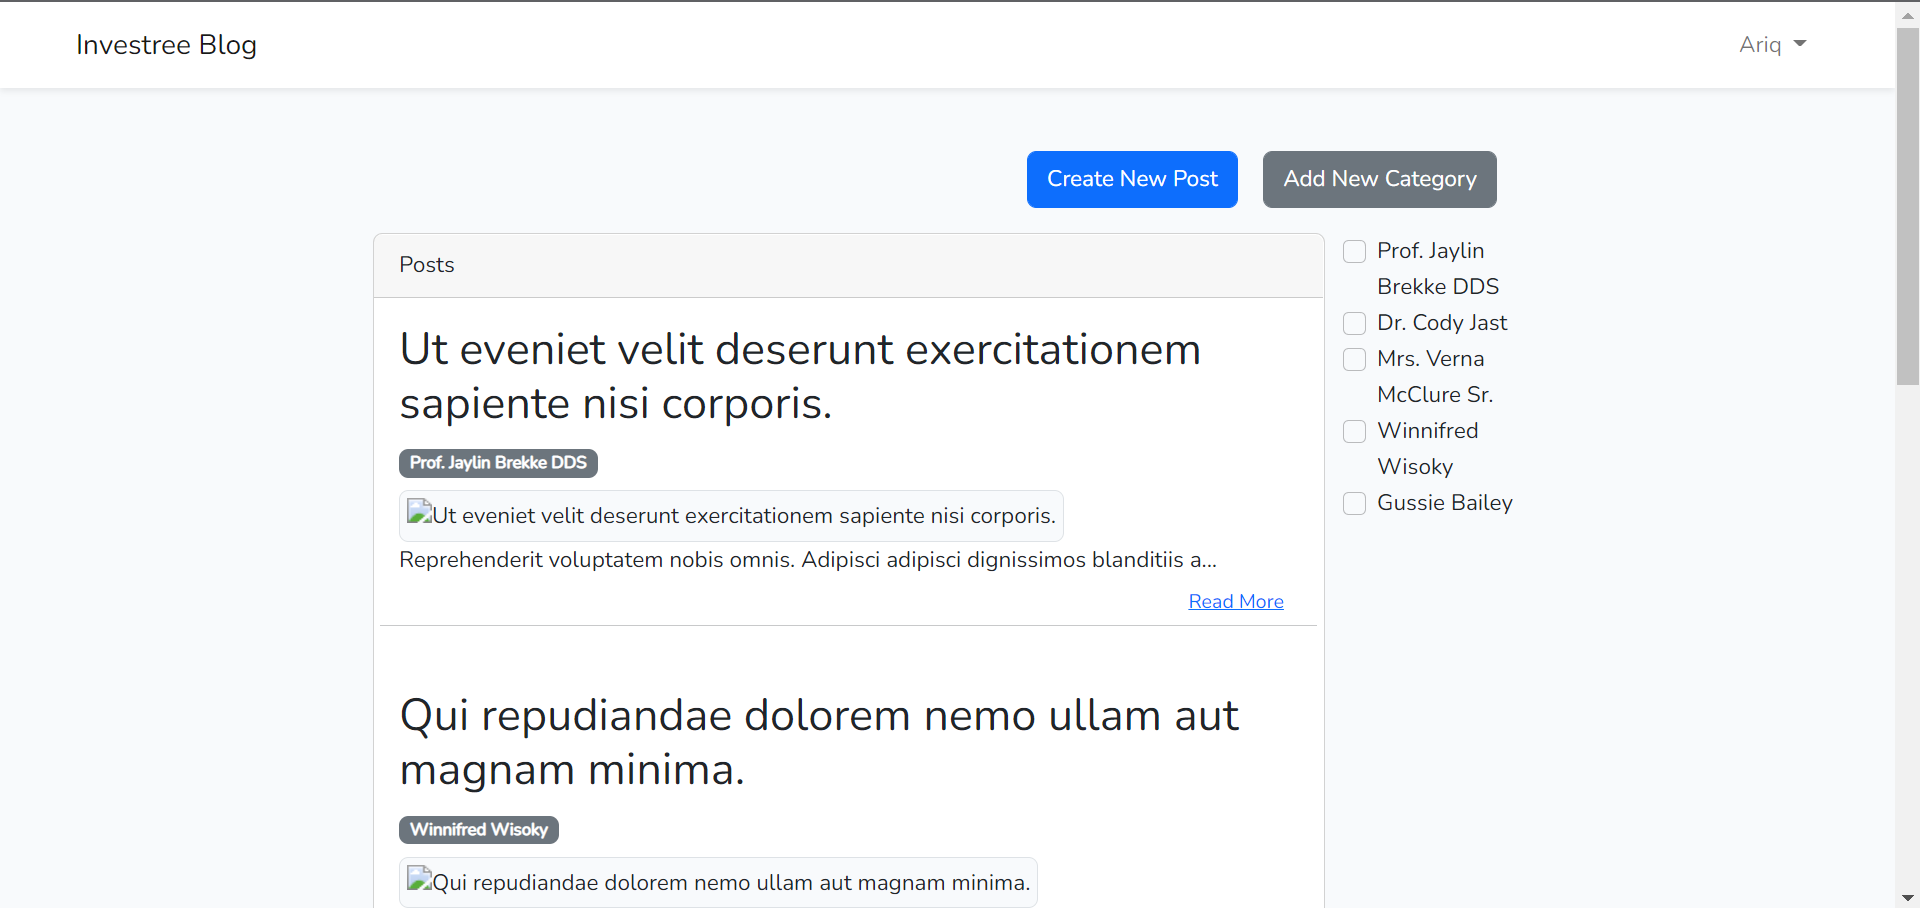 Investree Blog
Ariq
Create New Post
Add New Category
Posts
Ut eveniet velit deserunt exercitationem
sapiente nisi corporis.
Prof. Jaylin Brekke DDS
Ut eveniet velit deserunt exercitationem sapiente nisi corporis.
Reprehenderit voluptatem nobis omnis. Adipisci adipisci dignissimos blanditiis a...
Read More
Qui repudiandae dolorem nemo ullam aut
magnam minima.
Winnifred Wisoky
Qui repudiandae dolorem nemo ullam aut magnam minima.
Prof. Jaylin
Brekke DDS
Dr. Cody Jast
Mrs. Verna
McClure Sr.
Winnifred
Wisoky
Gussie Bailey